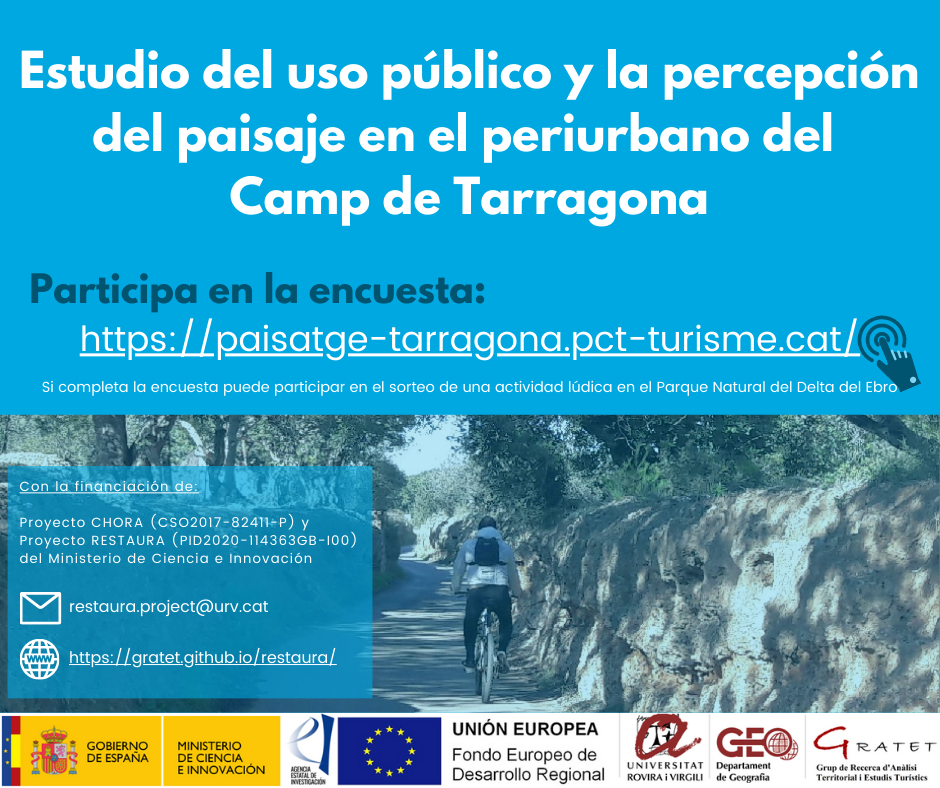 Estudio del uso público y la percepción
del paisaje en el periurbano del
Camp de Tarragona
Participa en la encuesta:
https://paisatge-tarragona.pct-turisme.cat/
Si completa la encuesta puede participar en el sorteo de una actividad lúdica en el Parque Natural del Delta del Ebro
Con la financiación de:
Proyecto CHORA (CSO2017-82411-P) y
Proyecto RESTAURA (PID2020-114363GB-I00)
del Ministerio de Ciencia e Innovación
restaura.project@urv.cat
www
https://gratet.github.io/restaura/
GOBIERNO
DE ESPAÑA
MINISTERIO
DE CIENCIA
E INNOVACIÓN
AGENCIA
ESTATAL DE
INVESTIGACIÓN
UNIÓN EUROPEA
Fondo Europeo de
Desarrollo Regional
UNIVERSITAT
ROVIRA i VIRGILI
GEO
Departament
de Geografia
GRATET
Grup de Recerca d'Anàlisi
Territorial i Estudis Turístics